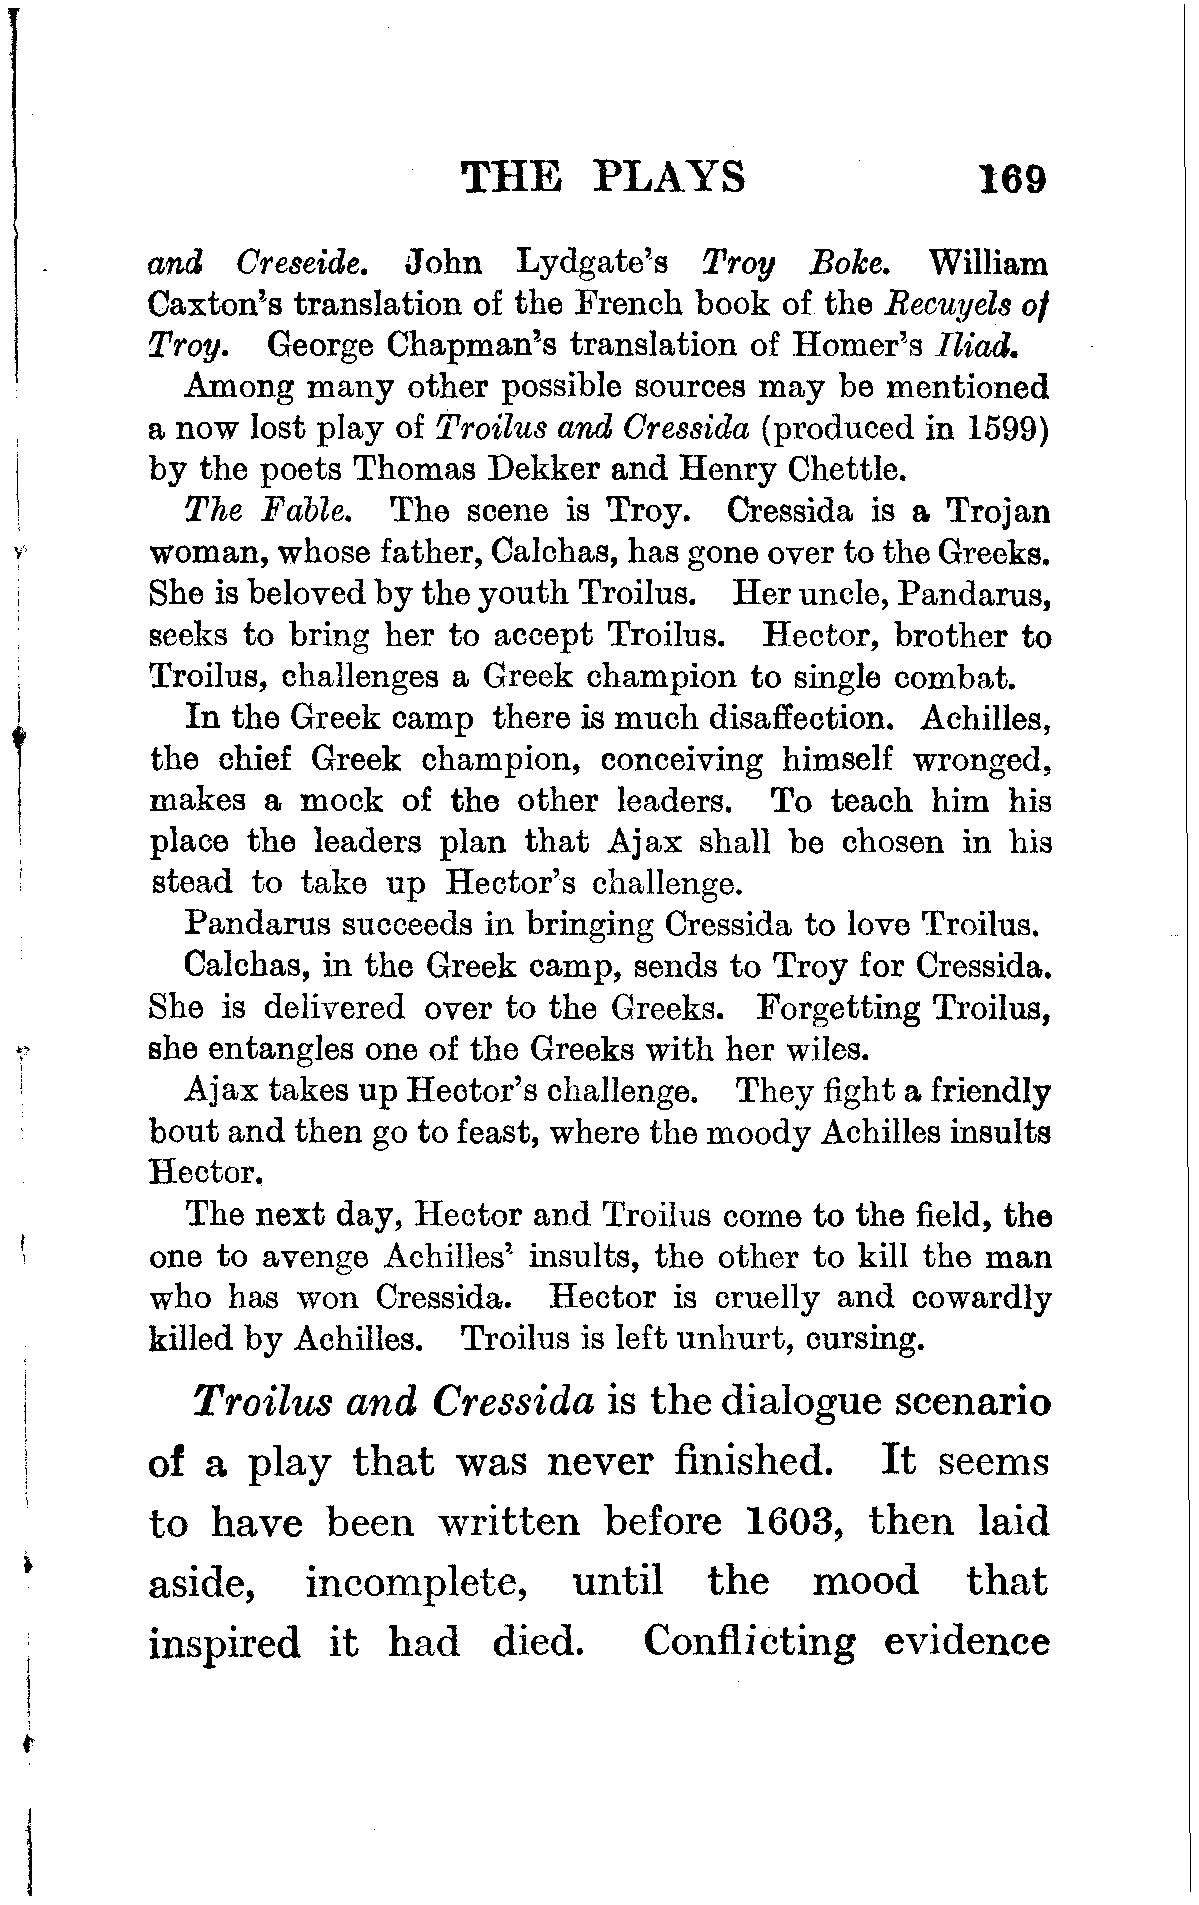 THE PLAYS 169
and Creseide. John Lydgate's Troy Boke. William
Caxton's translation of the French book of the Recuyels of
Troy. George Chapman's translation of Homer's Iliad.
Among many other possible sources may be mentioned
a now lost play of Troilus and Cressida (produced in 1599)
by the poets Thomas Dekker and Henry Chettle.
The Fable. The scene is Troy. Cressida is a Trojan
woman, whose father, Calchas, has gone over to the Greeks.
She is beloved by the youth Troilus. Her uncle, Pandarus,
seeks to bring her to accept Troilus. Hector, brother to
Troilus, challenges a Greek champion to single combat.
In the Greek camp there is much disaffection. Achilles,
the chief Greek champion, conceiving himself wronged,
makes a mock of the other leaders. To teach him his
place the leaders plan that Ajax shall be chosen in his
stead to take up Hector's challenge.
Pandarus succeeds in bringing Cressida to love Troilus.
Calchas, in the Greek camp, sends to Troy for Cressida.
She is delivered over to the Greeks. Forgetting Troilus,
she entangles one of the Greeks with her wiles.
Ajax takes up Hector's challenge. They fight a friendly
bout and then go to feast, where the moody Achilles insults
Hector.
The next day, Hector and Troilus come to the field, the
one to avenge Achilles' insults, the other to kill the man
who has won Cressida. Hector is cruelly and cowardly
killed by Achilles. Troilus is left unhurt, cursing.
Troilus and Cressida is the dialogue scenario
of a play that was never finished. It seems
to have been written before 1603, then laid
aside, incomplete, until the mood that
inspired it had died. Conflicting evidence